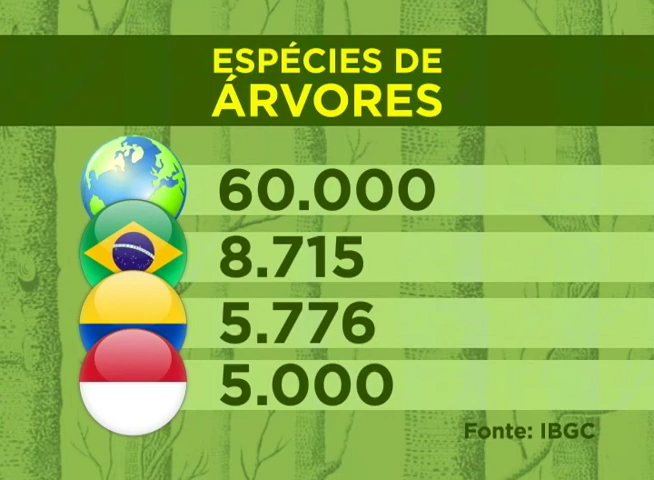 ESPÉCIES DE
ÁRVORES
60.000
8.715
5.776
5.000
Fonte: IBGC